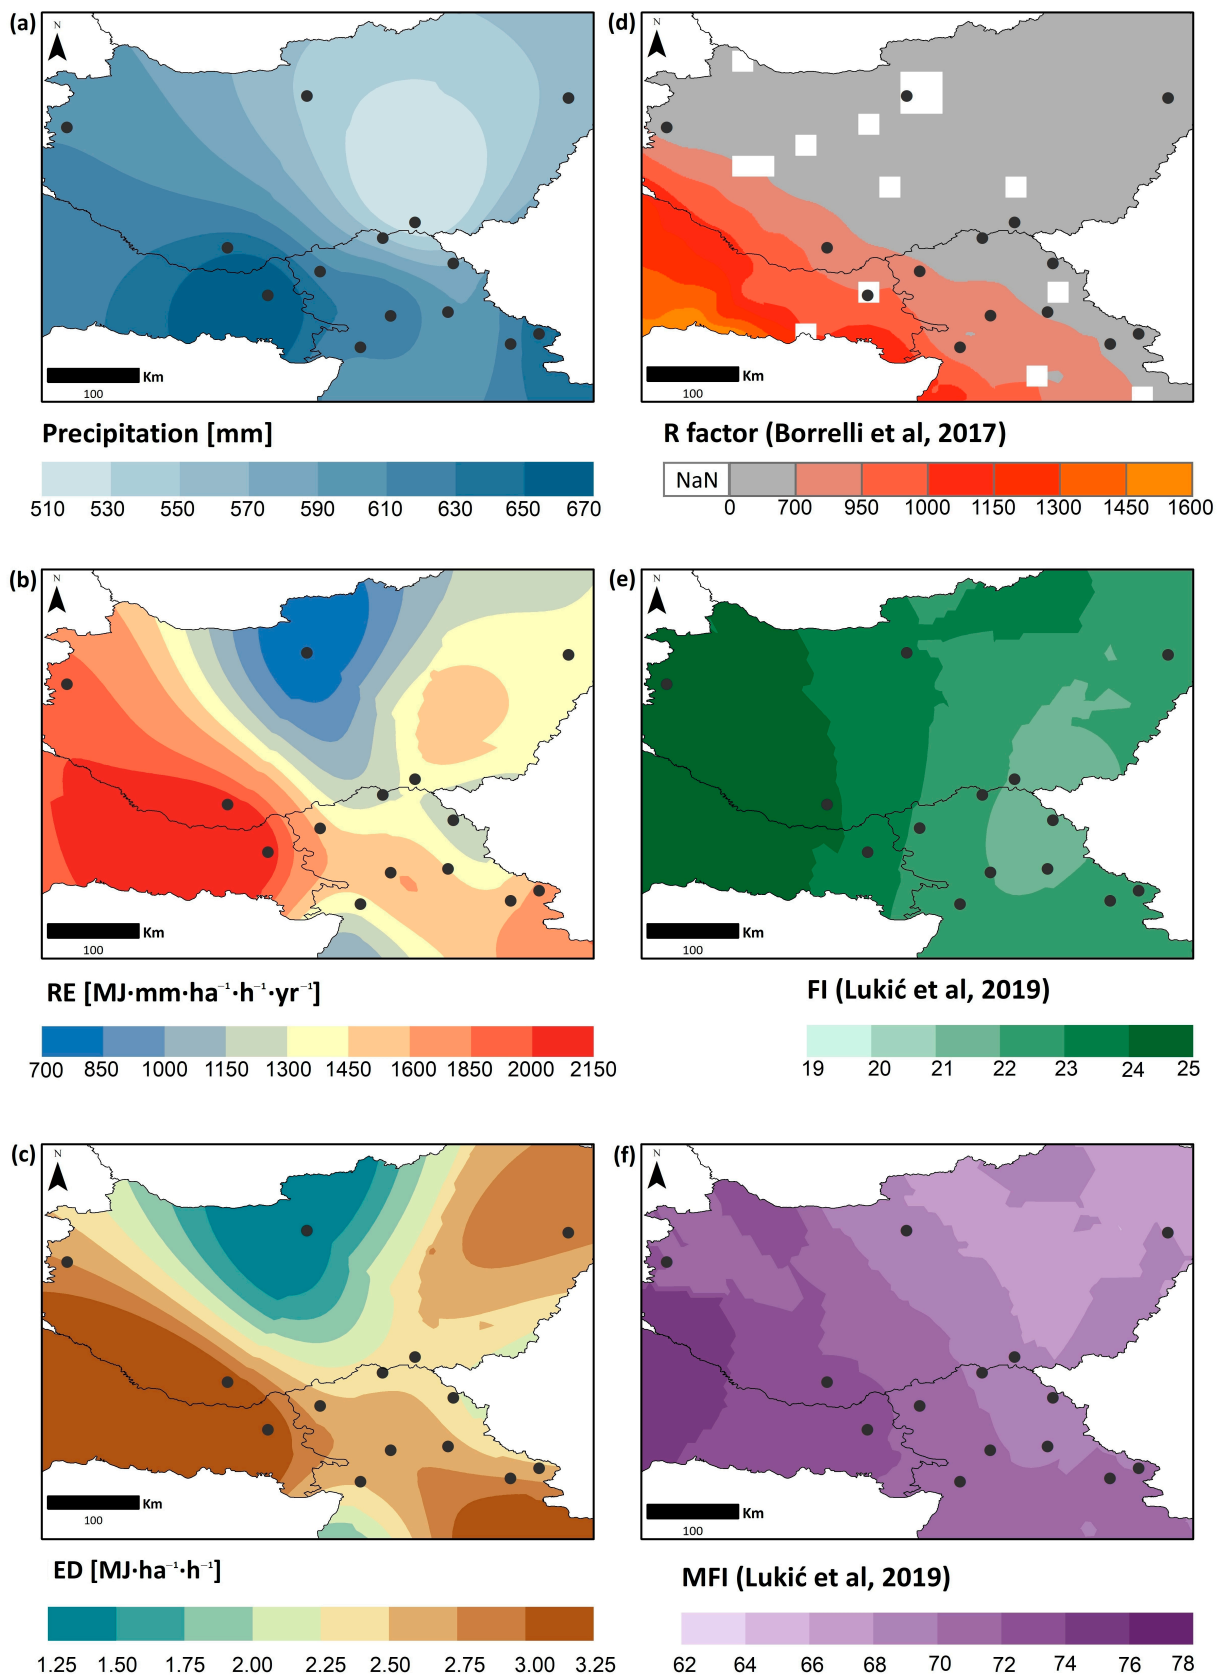 (a)
N
Km
100
Precipitation [mm]
510 530 550 570 590 610 630 650 670
(d)
N
Km
100
R factor (Borrelli et al, 2017)
NaN
0 700 950 1000 1150 1300 1450 1600
(b)
N
Km
100
RE [MJ·mm·ha⁻¹·h⁻¹·yr⁻¹]
700 850 1000 1150 1300 1450 1600 1850 2000 2150
(e)
N
Km
100
FI (Lukić et al, 2019)
19 20 21 22 23 24 25
(c)
N
Km
100
ED [MJ·ha⁻¹·h⁻¹]
1.25 1.50 1.75 2.00 2.25 2.50 2.75 3.00 3.25
(f)
N
Km
100
MFI (Lukić et al, 2019)
62 64 66 68 70 72 74 76 78